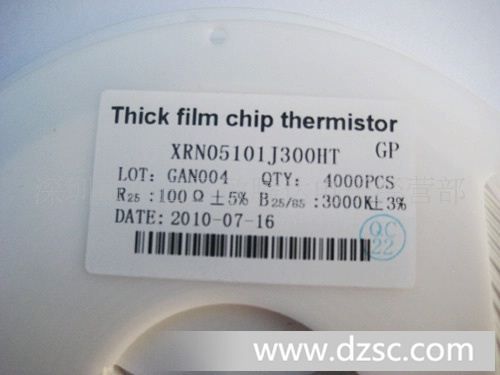 Thick film chip thermistor
XRN05101J300HT GP
LOT: GAN004 QTY: 4000PCS
R25 :100Ω±5% B25/85 :3000K±3%
DATE: 2010-07-16
QC
22
www.dzsc.com